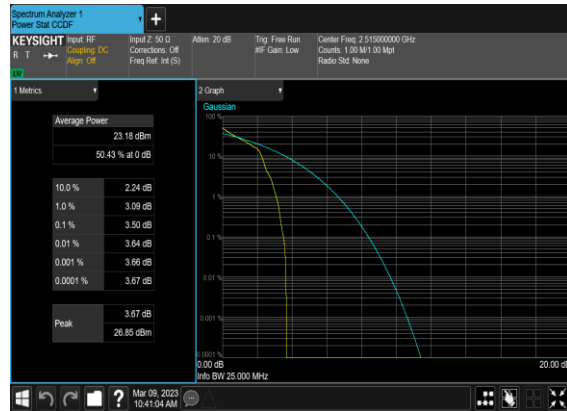 Spectrum Analyzer 1
Power Stat CCDF
KEYSIGHT
R T
LXI
Input: RF
Coupling: DC
Align: Off
Input Z: 50 Ω
Corrections: Off
Freq Ref: Int (S)
Atten: 20 dB
Trig: Free Run
#IF Gain: Low
Center Freq: 2.515000000 GHz
Counts: 1.00 M/1.00 Mpt
Radio Std: None
1 Metrics
Average Power
23.18 dBm
50.43 % at 0 dB
10.0 % 2.24 dB
1.0 % 3.09 dB
0.1 % 3.50 dB
0.01 % 3.64 dB
0.001 % 3.66 dB
0.0001 % 3.67 dB
Peak
3.67 dB
26.85 dBm
2 Graph
Gaussian
100 %
10 %
1 %
0.1 %
0.01 %
0.001 %
0.0001 %
0.00 dB
20.00 dB
Info BW 25.000 MHz
?
Mar 09, 2023
10:41:04 AM